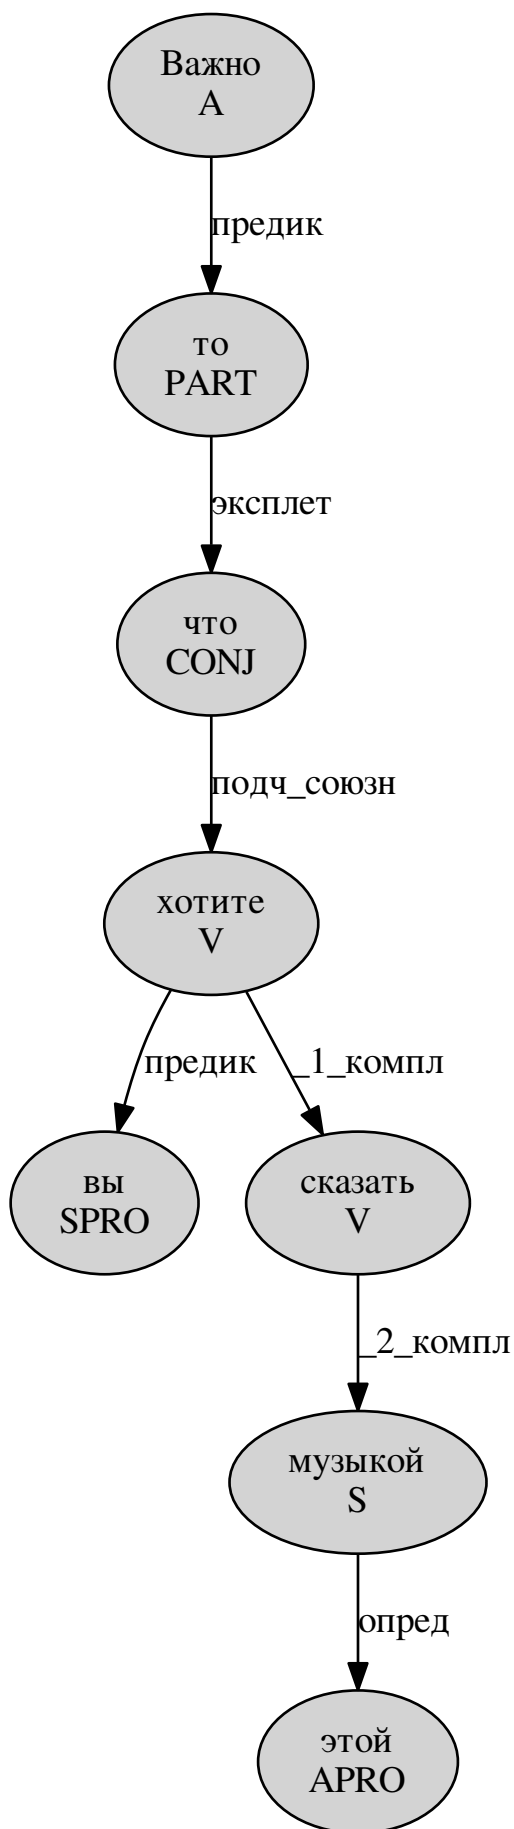 Важно
A
предик
то
PART
эксплет
что
CONJ
подч_союзн
хотите
V
предик
_1_компл
вы
SPRO
сказать
V
_2_компл
музыкой
S
опред
этой
APRO